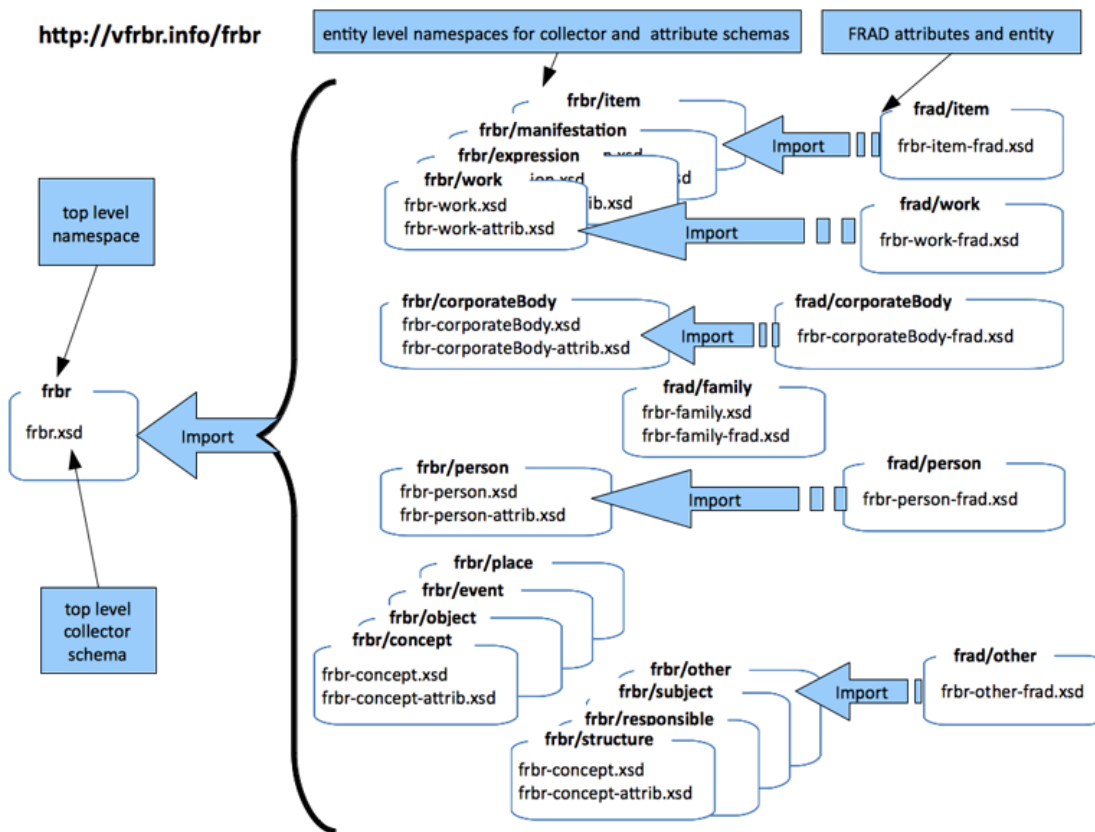 http://vfrbr.info/frbr
entity level namespaces for collector and attribute schemas
FRAD attributes and entity
top level
namespace
frbr
frbr.xsd
Import
top level
collector
schema
frbr/item
frbr/manifestation
n.xsd
frbr/expression
ion.xsd
rib.xsd
frbr/work
frbr-work.xsd
frbr-work-attrib.xsd
Import
frad/item
frbr-item-frad.xsd
Import
frad/work
frbr-work-frad.xsd
frbr/corporateBody
frbr-corporateBody.xsd
frbr-corporateBody-attrib.xsd
Import
frad/corporateBody
frbr-corporateBody-frad.xsd
frad/family
frbr-family.xsd
frbr-family-frad.xsd
frbr/person
frbr-person.xsd
frbr-person-attrib.xsd
Import
frad/person
frbr-person-frad.xsd
frbr/place
frbr/event
frbr/object
frbr/concept
frbr-concept.xsd
frbr-concept-attrib.xsd
frbr/other
frbr/subject
frbr/responsible
frbr/structure
frbr-concept.xsd
frbr-concept-attrib.xsd
Import
frad/other
frbr-other-frad.xsd